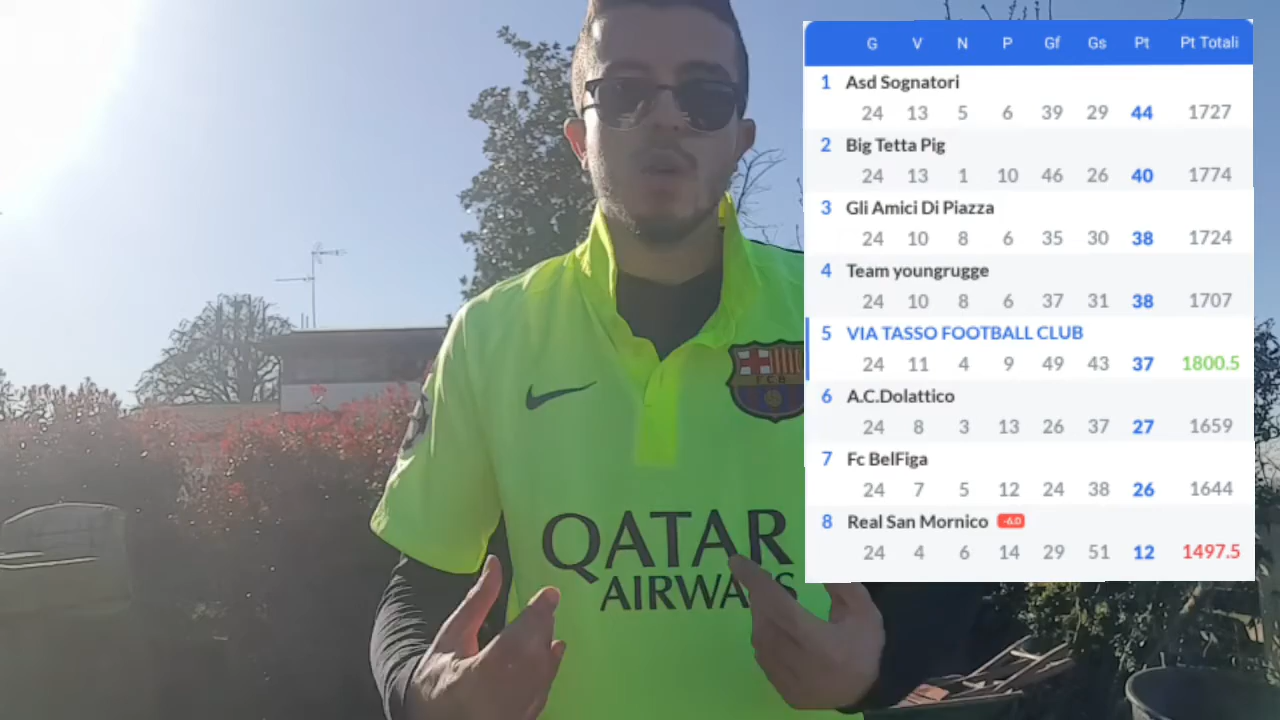 G V N P Gf Gs Pt Pt Totali
1 Asd Sognatori
24 13 5 6 39 29 44 1727
2 Big Tetta Pig
24 13 1 10 46 26 40 1774
3 Gli Amici Di Piazza
24 10 8 6 35 30 38 1724
4 Team youngrugge
24 10 8 6 37 31 38 1707
5 VIA TASSO FOOTBALL CLUB
24 11 4 9 49 43 37 1800.5
6 A.C.Dolattico
24 8 3 13 26 37 27 1659
7 Fc BelFiga
24 7 5 12 24 38 26 1644
8 Real San Mornico -6.0
24 4 6 14 29 51 12 1497.5
FCB
QATAR
AIRWAYS